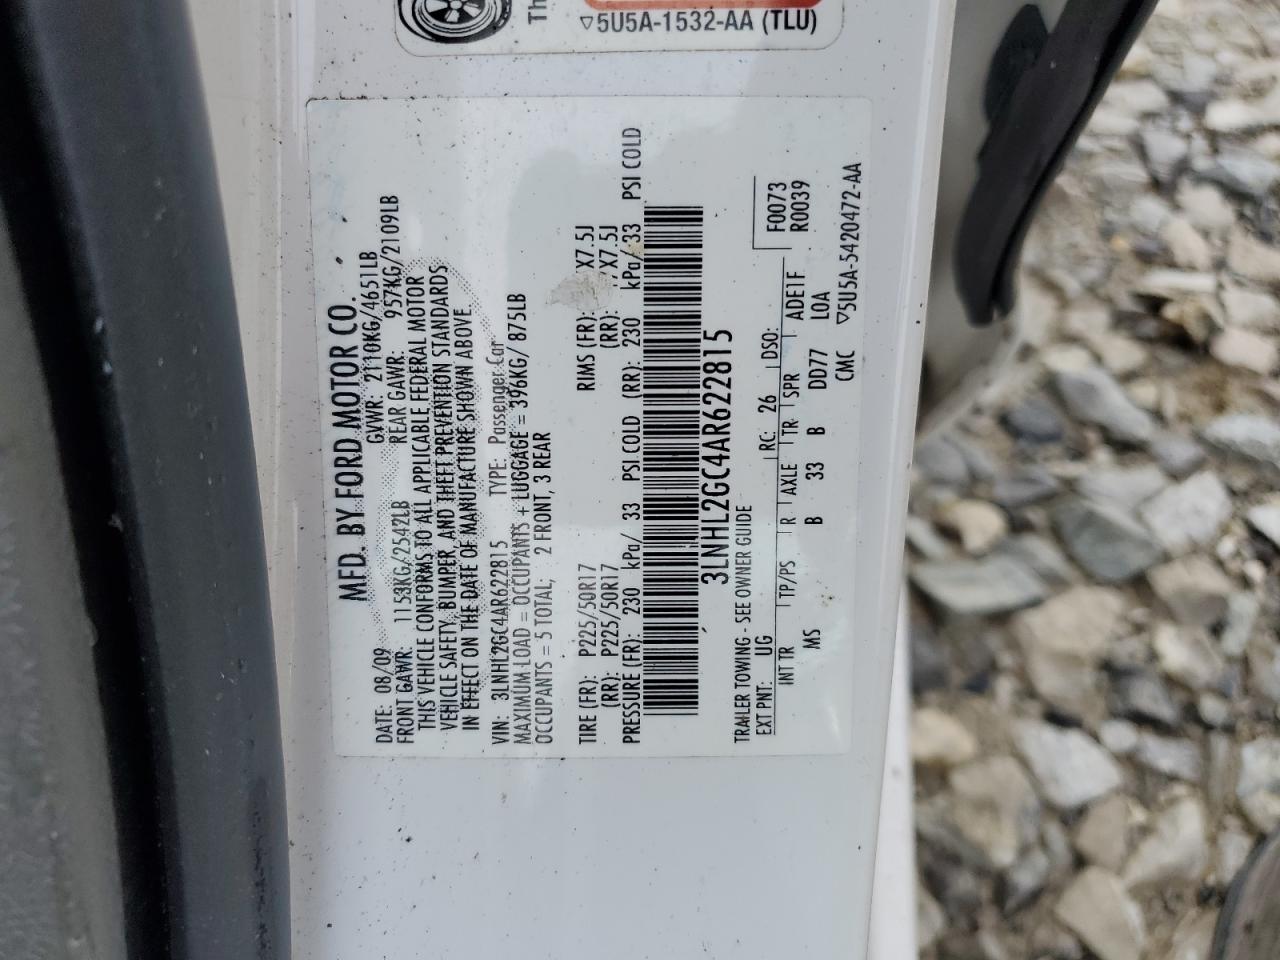 Th
▽5U5A-1532-AA (TLU)
MFD. BY FORD MOTOR CO.
DATE: 08/09 GVWR: 2110KG/4651LB
FRONT GAWR: 1153KG/2542LB REAR GAWR: 957KG/2109LB
THIS VEHICLE CONFORMS TO ALL APPLICABLE FEDERAL MOTOR
VEHICLE SAFETY, BUMPER, AND THEFT PREVENTION STANDARDS
IN EFFECT ON THE DATE OF MANUFACTURE SHOWN ABOVE.
VIN: 3LNHL2GC4AR622815 TYPE: Passenger Car
MAXIMUM LOAD = OCCUPANTS + LUGGAGE = 396KG/ 875LB
OCCUPANTS = 5 TOTAL; 2 FRONT, 3 REAR
TIRE (FR): P225/50R17 RIMS (FR): X7.5J
(RR): P225/50R17 (RR): X7.5J
PRESSURE (FR): 230 kPa/ 33 PSI COLD (RR): 230 kPa/ 33 PSI COLD
3LNHL2GC4AR622815
TRAILER TOWING - SEE OWNER GUIDE
F0073
R0039
EXT PNT: UG RC: 26 DSO:
INT TR TP/PS R AXLE TR SPR ADE1F
MS B 33 B DD77 L0A
CMC ▽5U5A-5420472-AA